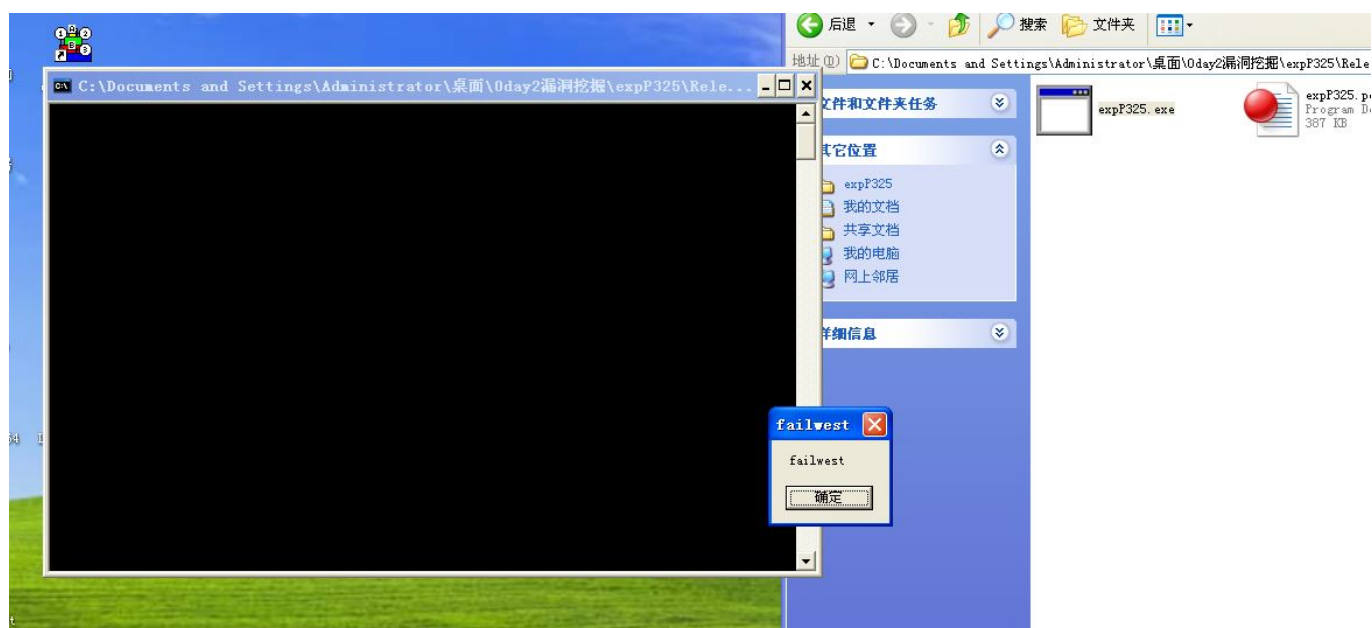 后退
搜索
文件夹
地址(D)
C:\Documents and Settings\Administrator\桌面\0day2漏洞挖掘\expP325\Rele
C:\Documents and Settings\Administrator\桌面\0day2漏洞挖掘\expP325\Rele...
文件和文件夹任务
expP325.exe
expP325.p
Program D
387 KB
其它位置
expP325
我的文档
共享文档
我的电脑
网上邻居
详细信息
failwest
failwest
确定